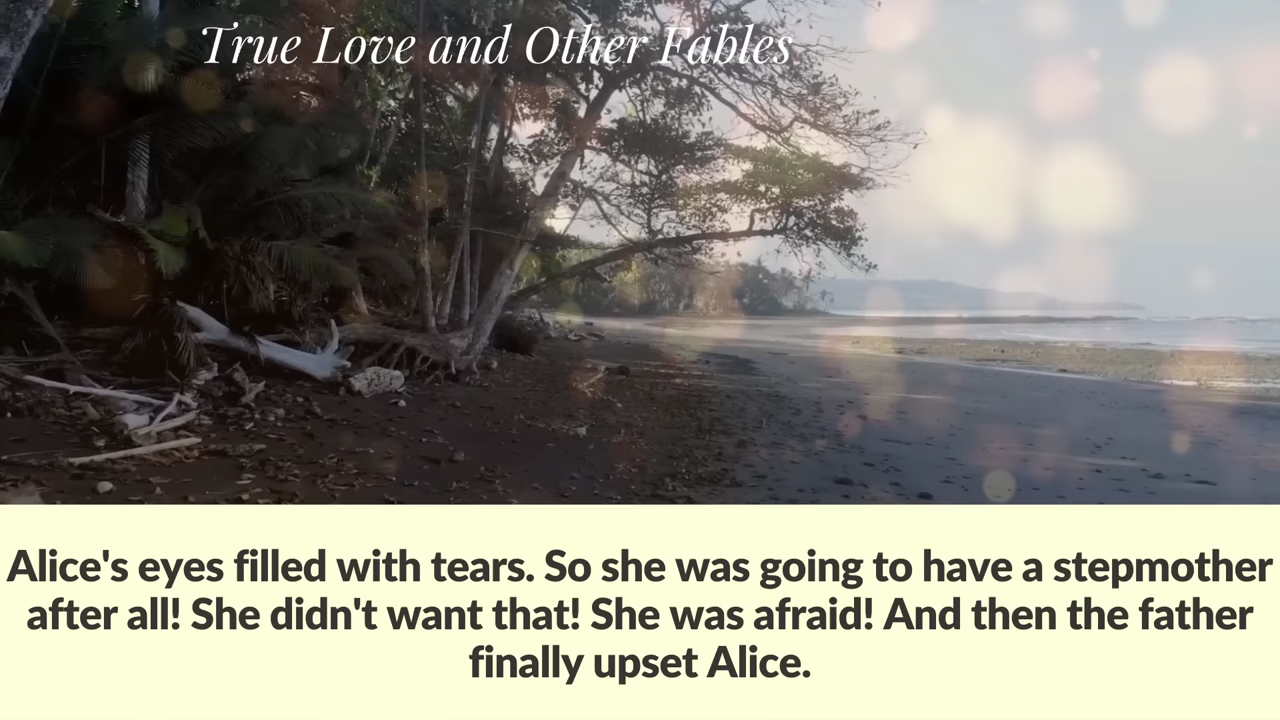 True Love and Other Fables
Alice's eyes filled with tears. So she was going to have a stepmother
after all! She didn't want that! She was afraid! And then the father
finally upset Alice.